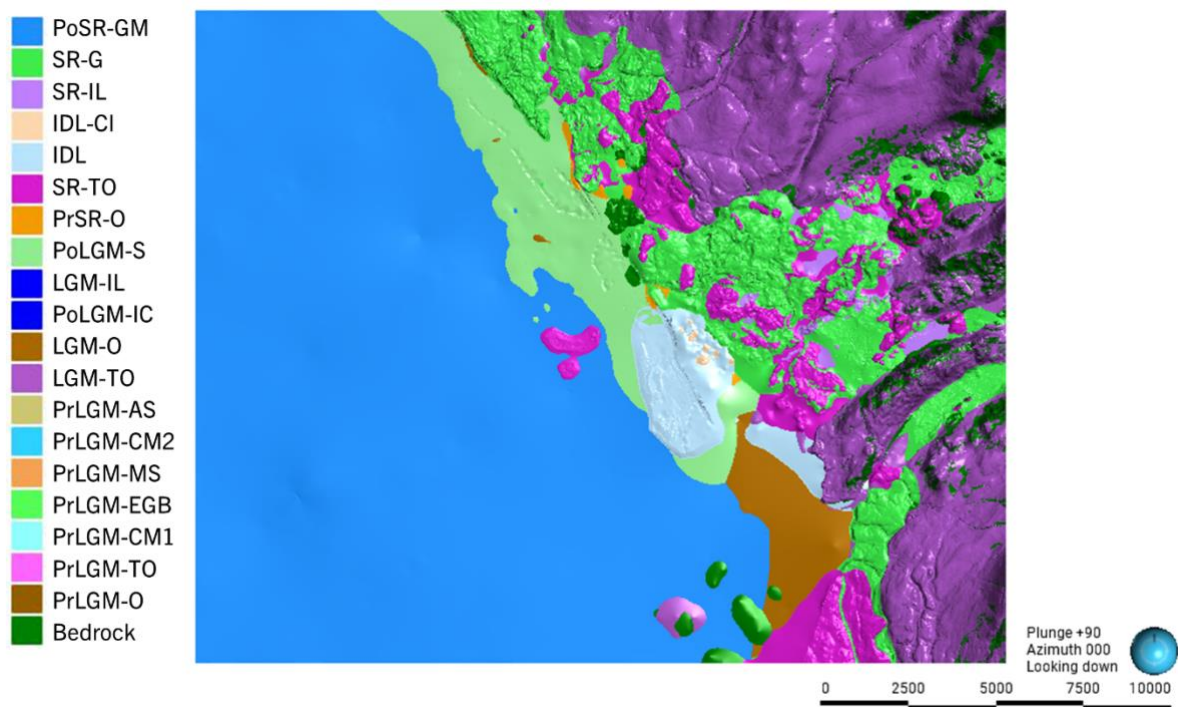 PoSR-GM
SR-G
SR-IL
IDL-CI
IDL
SR-TO
PrSR-O
PoLGM-S
LGM-IL
PoLGM-IC
LGM-O
LGM-TO
PrLGM-AS
PrLGM-CM2
PrLGM-MS
PrLGM-EGB
PrLGM-CM1
PrLGM-TO
PrLGM-O
Bedrock
Plunge +90
Azimuth 000
Looking down
0 2500 5000 7500 10000